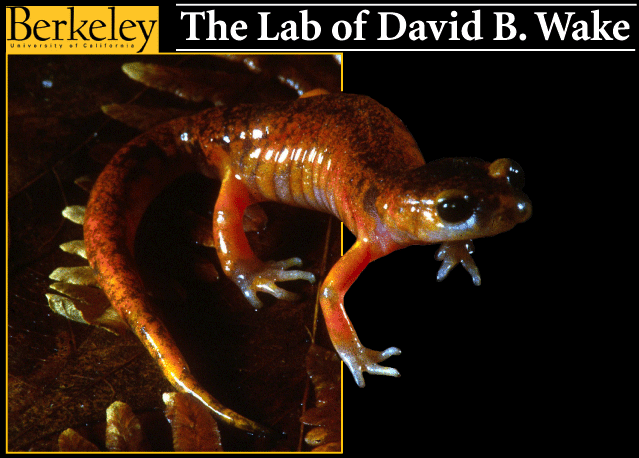 Berkeley
University of California
The Lab of David B. Wake